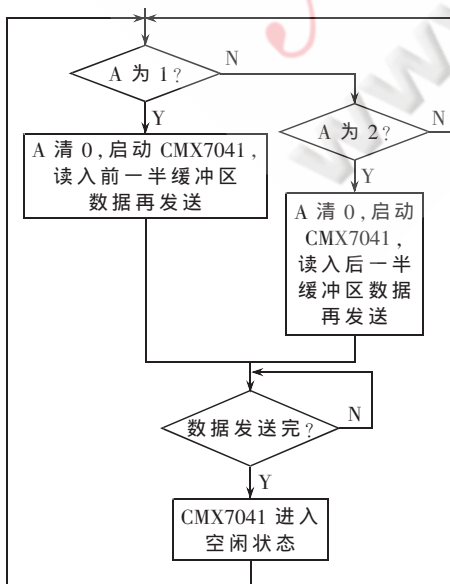 A 为 1?
N
Y
A 为 2?
N
Y
A 清 0,启动 CMX7041,
读入前一半缓冲区
数据再发送
A 清 0,启动
CMX7041,
读入后一半
缓冲区数据
再发送
数据发送完?
N
Y
CMX7041 进入
空闲状态